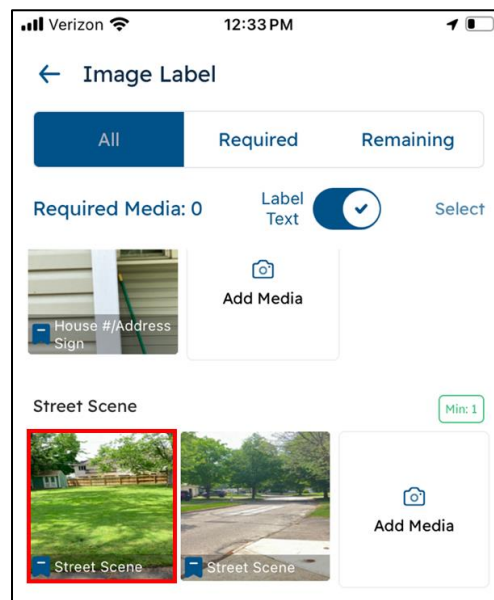 Verizon 12:33 PM
Image Label
All Required Remaining
Required Media: 0 Label Text Select
Add Media
House #/Address
Sign
Street Scene Min: 1
Add Media
Street Scene Street Scene